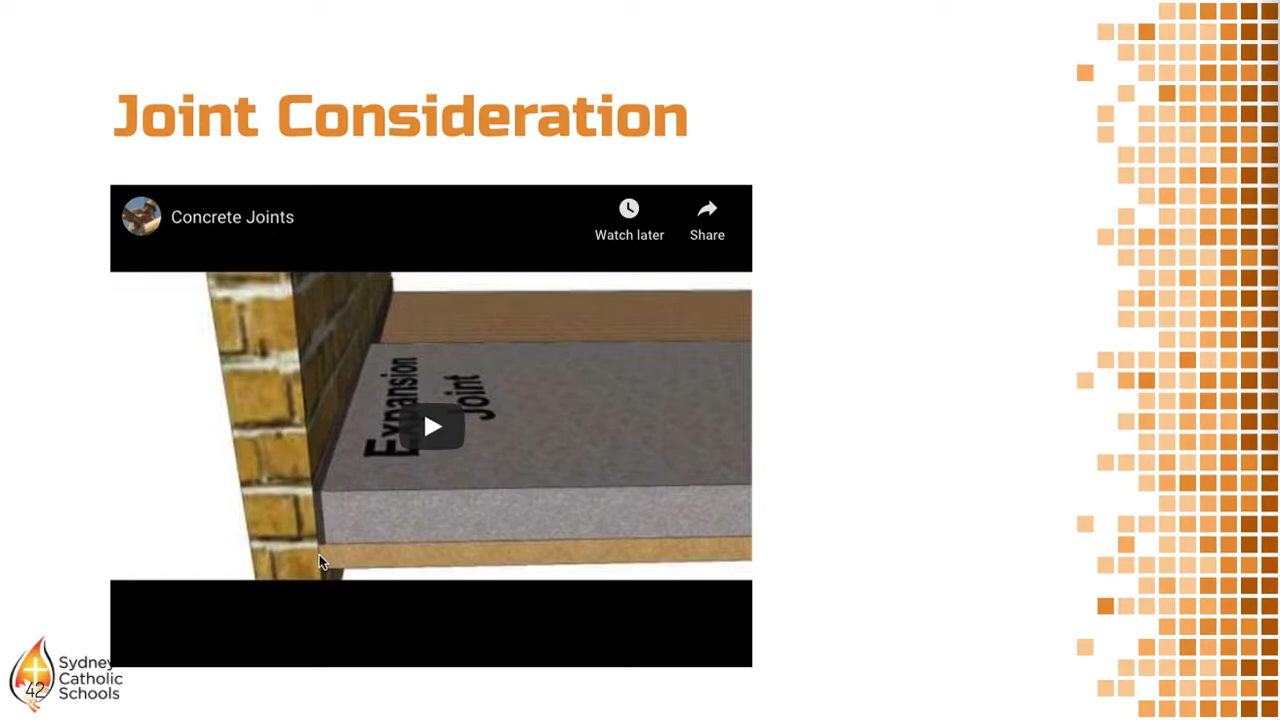 Joint Consideration
Concrete Joints
Watch later
Share
Expansion
Joint
Sydney
Catholic
Schools
42